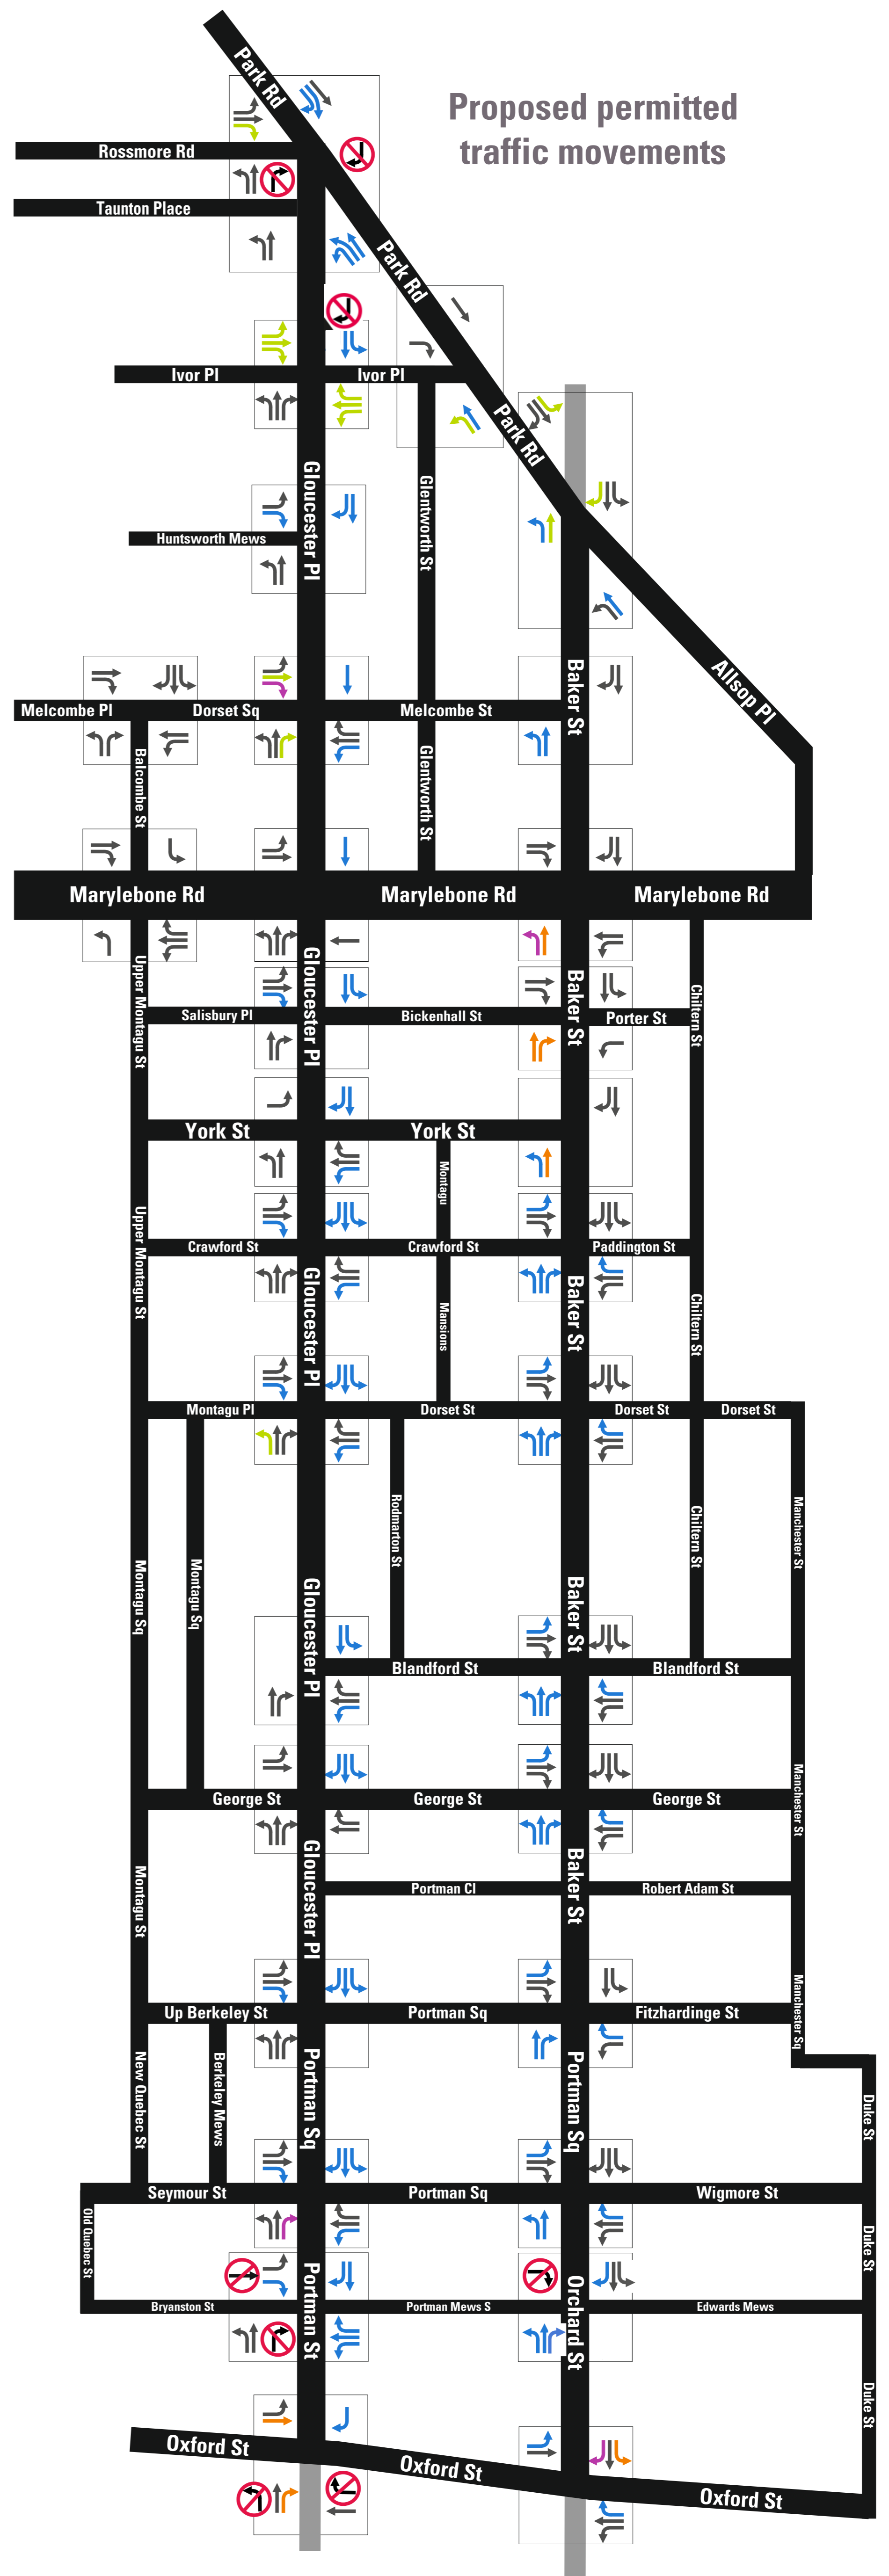 Proposed permitted
traffic movements
Park Rd
Rossmore Rd
Taunton Place
Park Rd
Ivor Pl
Ivor Pl
Park Rd
Gloucester Pl
Glentworth St
Huntsworth Mews
Baker St
Allsop Pl
Melcombe Pl
Dorset Sq
Melcombe St
Balcombe St
Glentworth St
Marylebone Rd
Marylebone Rd
Marylebone Rd
Upper Montagu St
Gloucester Pl
Baker St
Chiltern St
Salisbury Pl
Bickenhall St
Porter St
York St
York St
Montagu
Upper Montagu St
Crawford St
Crawford St
Paddington St
Gloucester Pl
Mansions
Baker St
Chiltern St
Montagu Pl
Dorset St
Dorset St
Dorset St
Montagu Sq
Montagu Sq
Gloucester Pl
Rodmarton St
Baker St
Chiltern St
Manchester St
Blandford St
Blandford St
George St
George St
George St
Manchester St
Montagu St
Gloucester Pl
Baker St
Portman Cl
Robert Adam St
Manchester Sq
Up Berkeley St
Portman Sq
Fitzhardinge St
New Quebec St
Berkeley Mews
Portman Sq
Portman Sq
Duke St
Seymour St
Portman Sq
Wigmore St
Old Quebec St
Portman St
Orchard St
Duke St
Bryanston St
Portman Mews S
Edwards Mews
Duke St
Oxford St
Oxford St
Oxford St